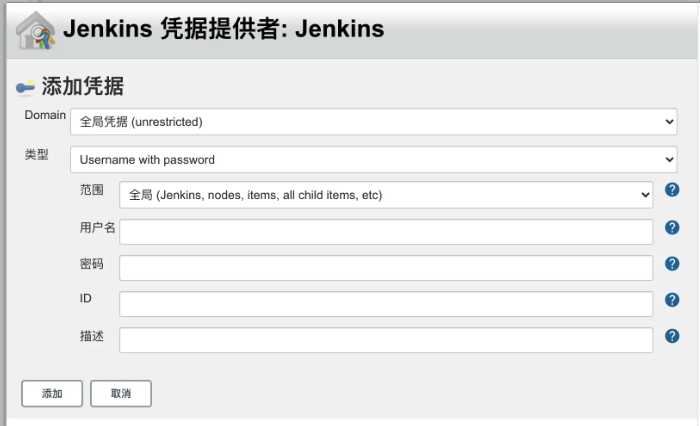 Jenkins 凭据提供者: Jenkins
添加凭据
Domain 全局凭据 (unrestricted)
类型 Username with password
范围 全局 (Jenkins, nodes, items, all child items, etc)
用户名
密码
ID
描述
添加 取消